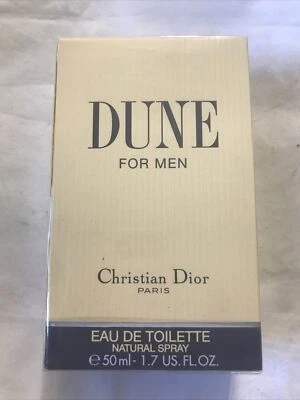 DUNE
FOR MEN
Christian Dior
PARIS
EAU DE TOILETTE
NATURAL SPRAY
℮ 50 ml - 1.7 US. FL.OZ.